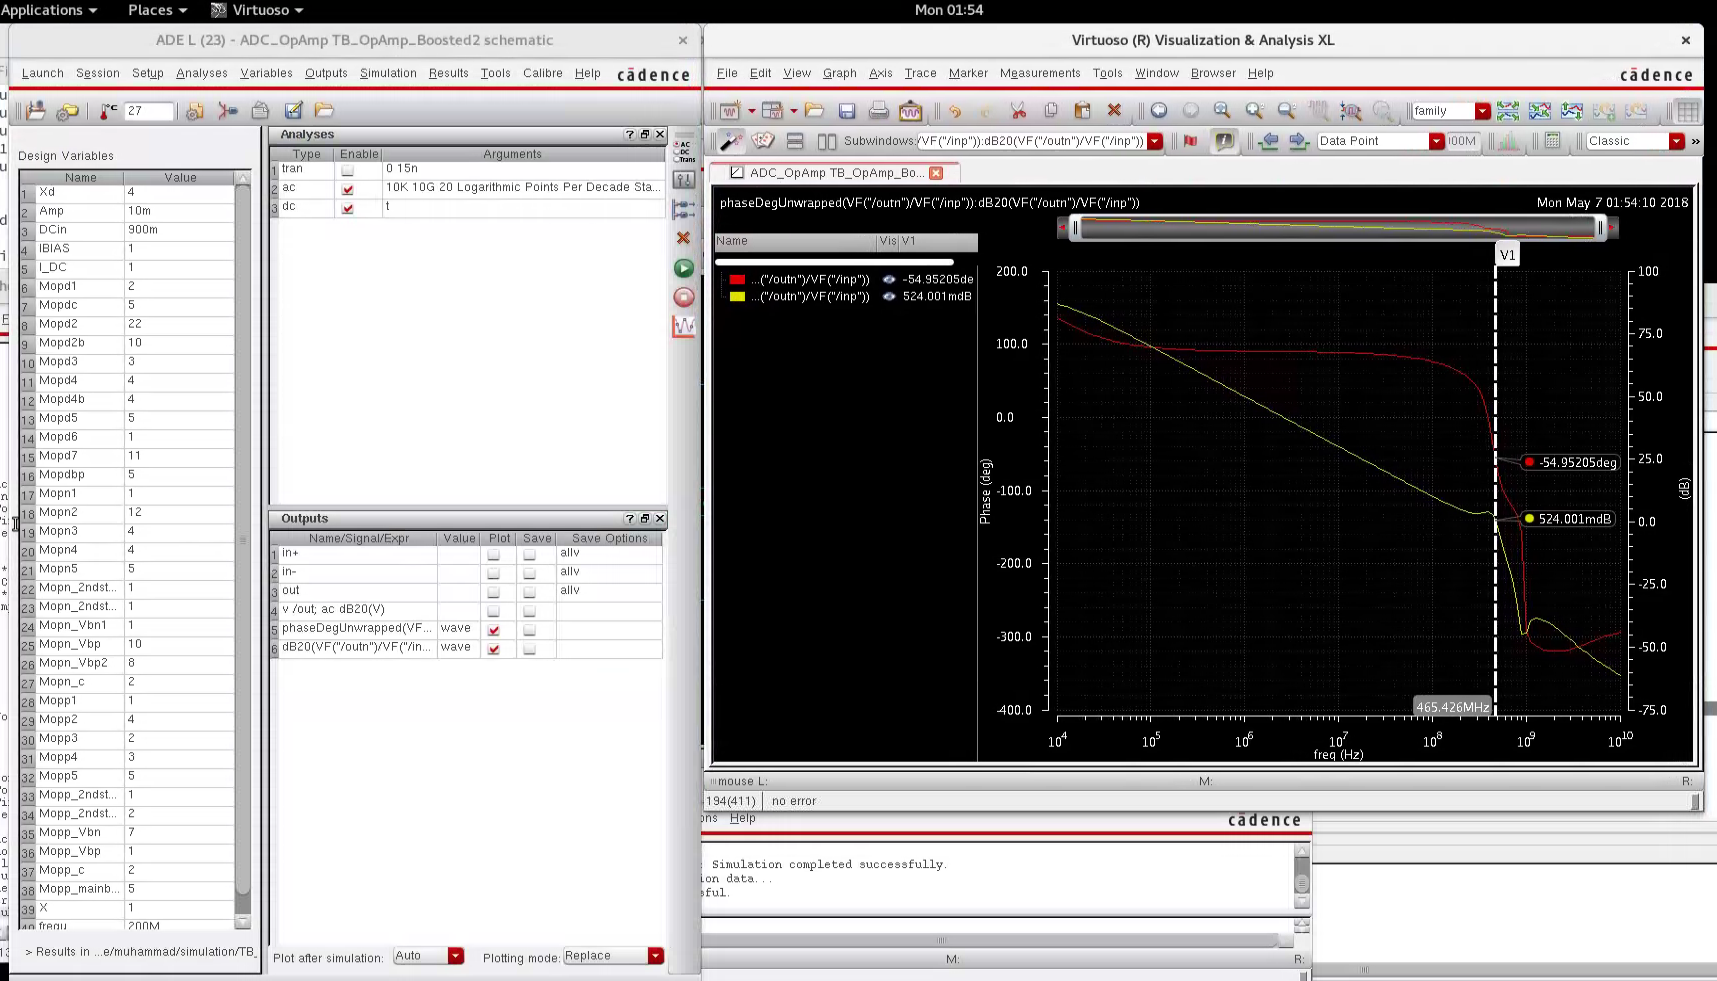 Applications Places Virtuoso Mon 01:54
ADE L (23) - ADC_OpAmp TB_OpAmp_Boosted2 schematic
Launch Session Setup Analyses Variables Outputs Simulation Results Tools Calibre Help cādence
27
Design Variables
Name Value
1 Xd 4
2 Amp 10m
3 DCin 900m
4 IBIAS 1
5 I_DC 1
6 Mopd1 2
7 Mopdc 5
8 Mopd2 22
9 Mopd2b 10
10 Mopd3 3
11 Mopd4 4
12 Mopd4b 4
13 Mopd5 5
14 Mopd6 1
15 Mopd7 11
16 Mopdbp 5
17 Mopn1 1
18 Mopn2 12
19 Mopn3 4
20 Mopn4 4
21 Mopn5 5
22 Mopn_2ndst... 1
23 Mopn_2ndst... 1
24 Mopn_Vbn1 1
25 Mopn_Vbp 10
26 Mopn_Vbp2 8
27 Mopn_c 2
28 Mopp1 1
29 Mopp2 4
30 Mopp3 2
31 Mopp4 3
32 Mopp5 5
33 Mopp_2ndst... 1
34 Mopp_2ndst... 2
35 Mopp_Vbn 7
36 Mopp_Vbp 1
37 Mopp_c 2
38 Mopp_mainb... 5
39 X 1
40 frequ 200M
> Results in ...e/muhammad/simulation/TB_
Analyses
Type Enable Arguments
1 tran 0 15n
2 ac 10K 10G 20 Logarithmic Points Per Decade Sta...
3 dc t
Outputs
Name/Signal/Expr Value Plot Save Save Options
1 in+ allv
2 in- allv
3 out allv
4 v /out; ac dB20(V)
5 phaseDegUnwrapped(VF... wave
6 dB20(VF("/outn")/VF("/in... wave
Plot after simulation: Auto Plotting mode: Replace
AC
DC
Trans
Virtuoso (R) Visualization & Analysis XL
File Edit View Graph Axis Trace Marker Measurements Tools Window Browser Help cādence
family
Subwindows: /VF("/inp")):dB20(VF("/outn")/VF("/inp")) Data Point 100M Classic »
ADC_OpAmp TB_OpAmp_Bo...
phaseDegUnwrapped(VF("/outn")/VF("/inp")):dB20(VF("/outn")/VF("/inp")) Mon May 7 01:54:10 2018
Name Vis V1
...("/outn")/VF("/inp")) -54.95205de
...("/outn")/VF("/inp")) 524.001mdB
V1
200.0
100.0
0.0
-100.0
-200.0
-300.0
-400.0
Phase (deg)
100
75.0
50.0
25.0
0.0
-25.0
-50.0
-75.0
(dB)
-54.95205deg
524.001mdB
465.426MHz
10⁴ 10⁵ 10⁶ 10⁷ 10⁸ 10⁹ 10¹⁰
freq (Hz)
mouse L: M: R:
194(411) no error
ons Help cādence
: Simulation completed successfully.
ion data...
sful.
M: R: